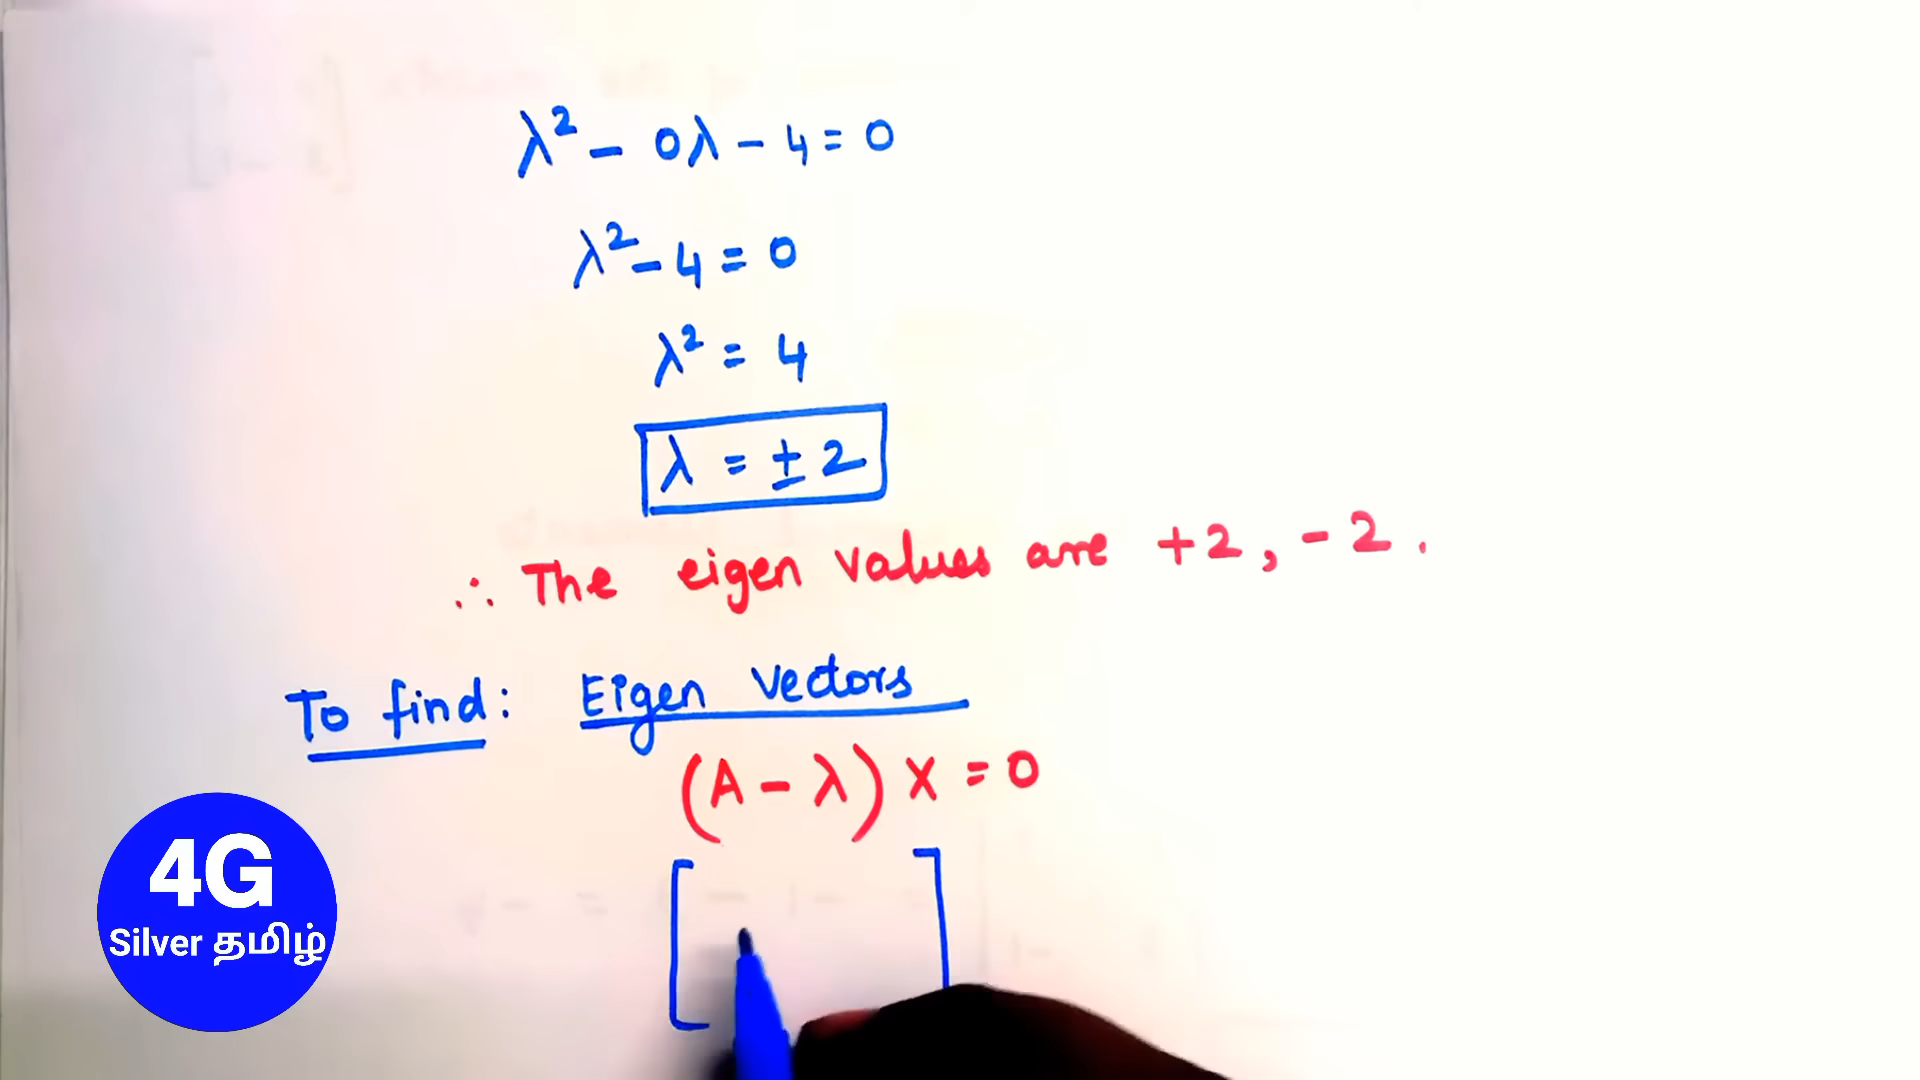 λ² - 0λ - 4 = 0
λ² - 4 = 0
λ² = 4
λ = ± 2
∴ The eigen values are +2, -2.
To find: Eigen Vectors
(A - λ) X = 0
4G
Silver தமிழ்